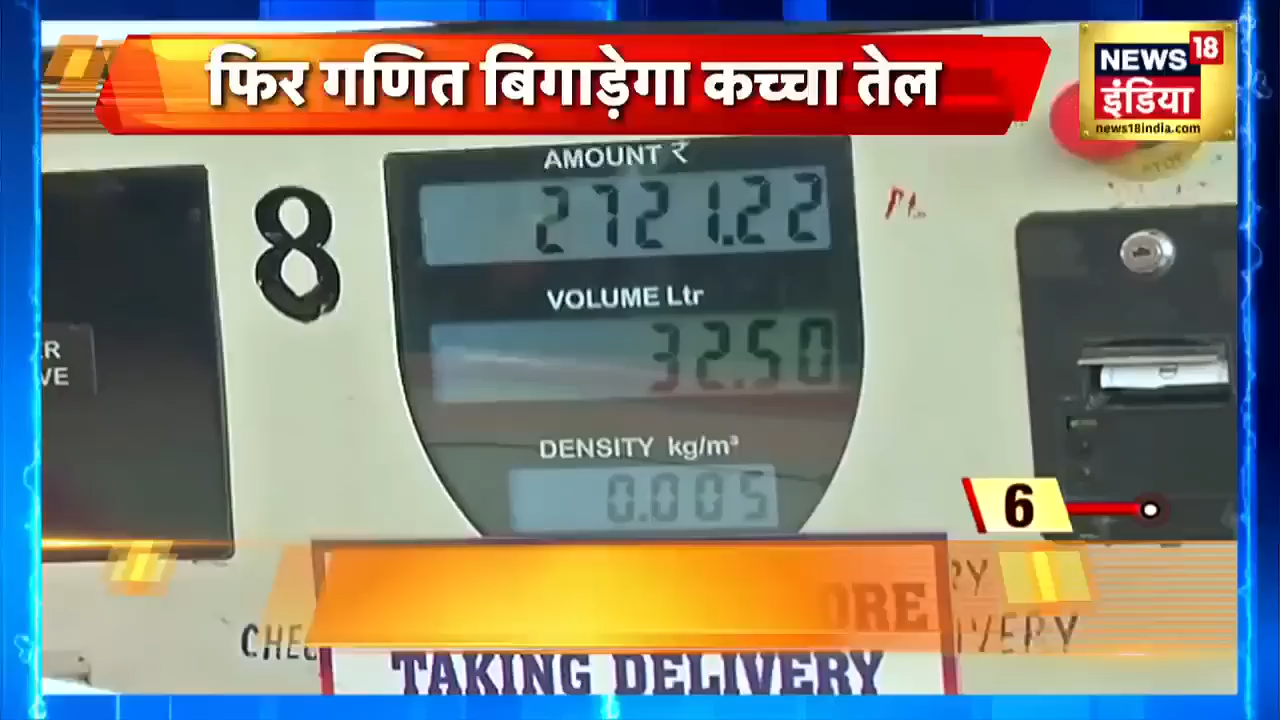 फिर गणित बिगाड़ेगा कच्चा तेल
NEWS 18
इंडिया
news18india.com
AMOUNT ₹
2721.22
8
VOLUME Ltr
32.50
DENSITY kg/m³
0.005
6
TAKING DELIVERY